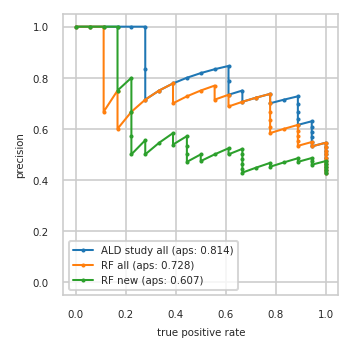 1.0
0.8
0.6
0.4
0.2
0.0
precision
ALD study all (aps: 0.814)
RF all (aps: 0.728)
RF new (aps: 0.607)
0.0 0.2 0.4 0.6 0.8 1.0
true positive rate